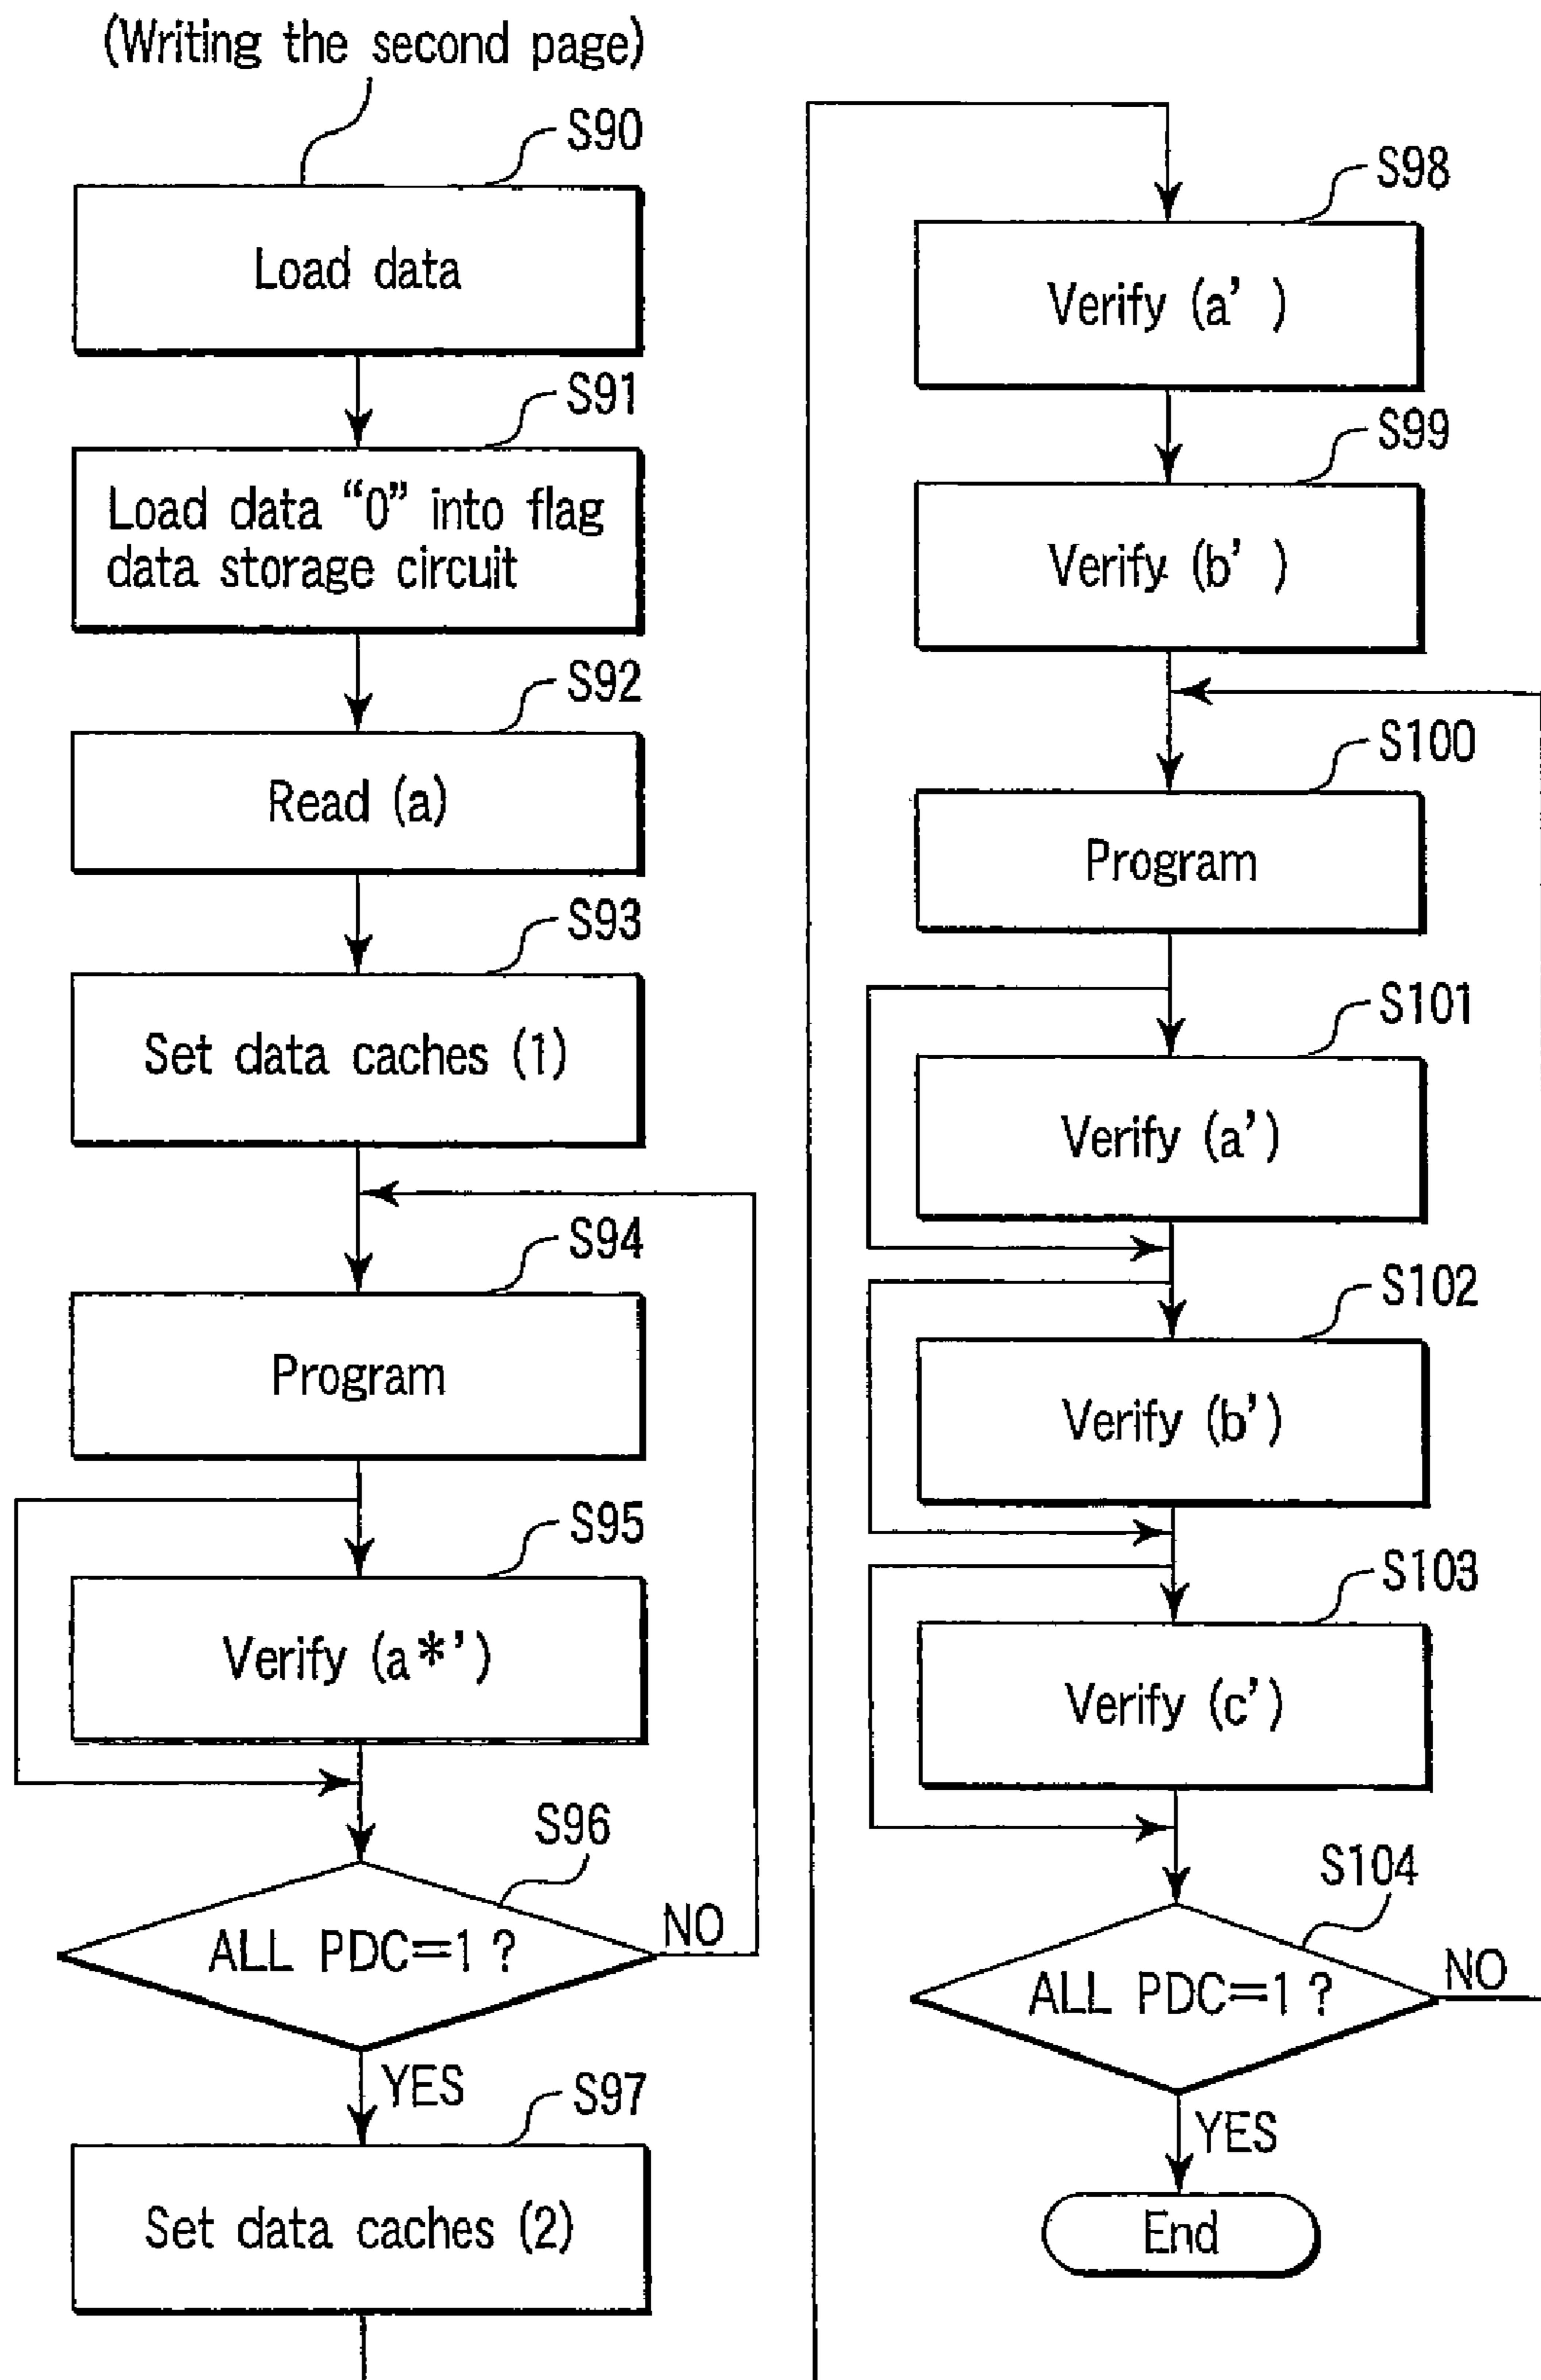 (Writing the second page)
S90
Load data
S91
Load data “0” into flag
data storage circuit
S92
Read (a)
S93
Set data caches (1)
S94
Program
S95
Verify (a*’)
S96
ALL PDC=1 ?
NO
YES
S97
Set data caches (2)
S98
Verify (a’ )
S99
Verify (b’ )
S100
Program
S101
Verify (a’)
S102
Verify (b’)
S103
Verify (c’)
S104
ALL PDC=1 ?
NO
YES
End